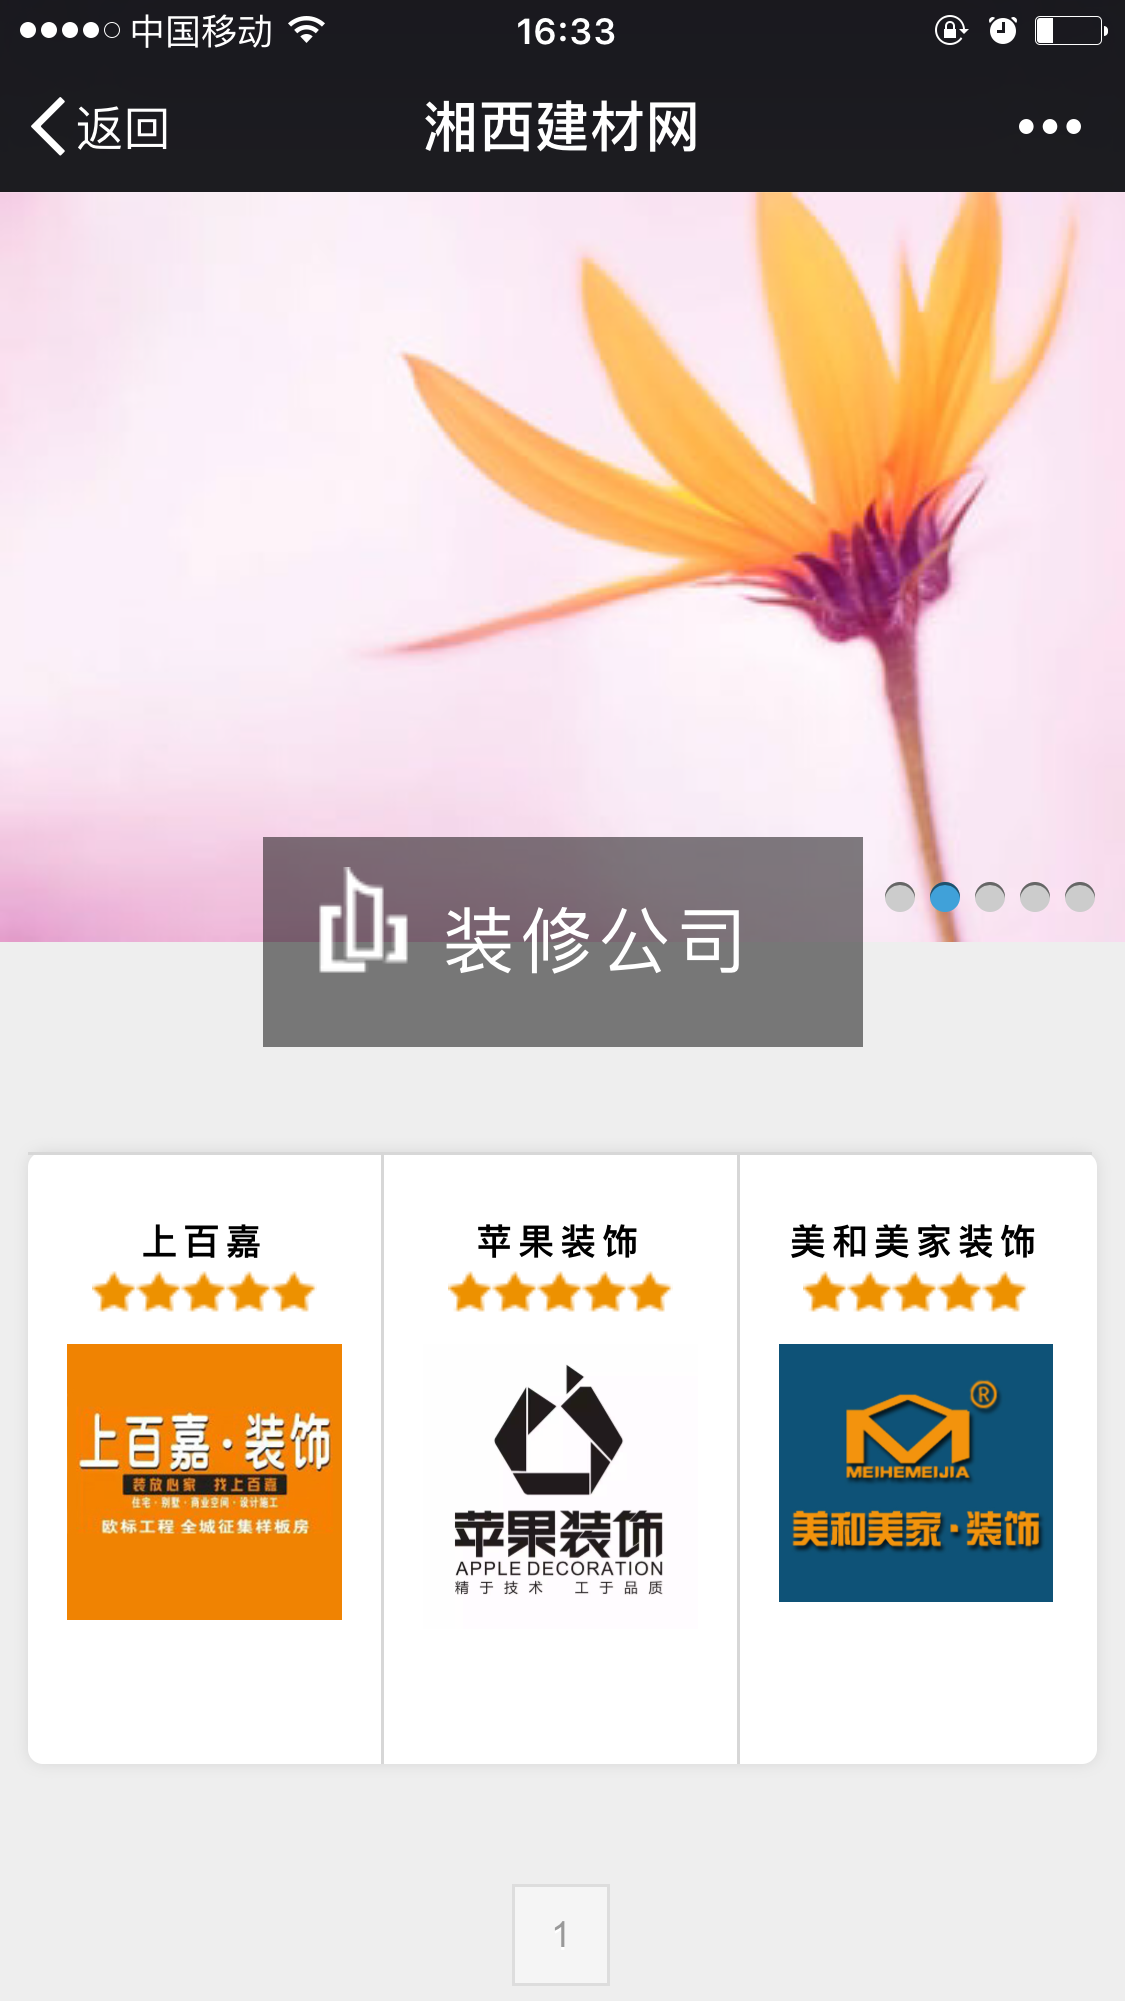 中国移动
16:33
返回
湘西建材网
装修公司
上百嘉
苹果装饰
美和美家装饰
上百嘉·装饰
装放心家 找上百嘉
住宅·别墅·商业空间·设计施工
欧标工程 全城征集样板房
苹果装饰
APPLE DECORATION
精于技术 工于品质
®
MEIHEMEIJIA
美和美家·装饰
1